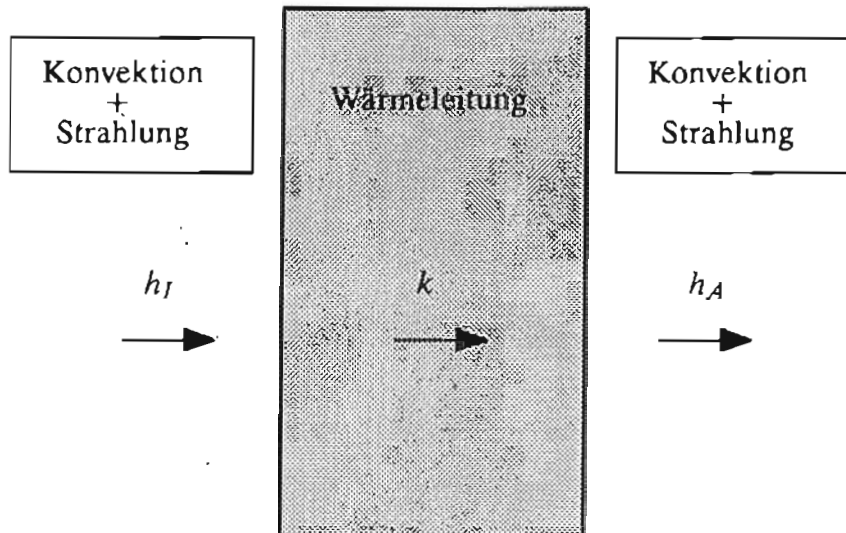 Konvektion
+
Strahlung
Wärmeleitung
Konvektion
+
Strahlung
h_I
k
h_A